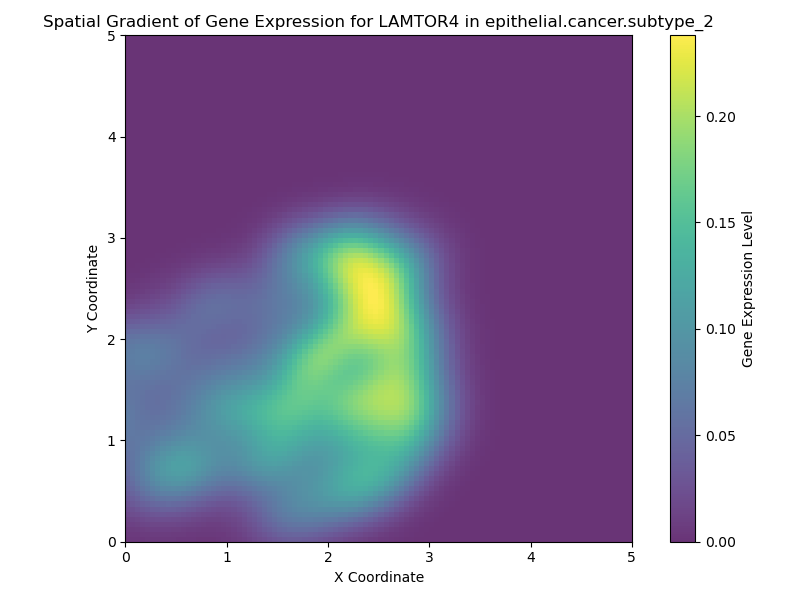 Spatial Gradient of Gene Expression for LAMTOR4 in epithelial.cancer.subtype_2
5
4
3
2
1
0
Y Coordinate
0 1 2 3 4 5
X Coordinate
0.20
0.15
0.10
0.05
0.00
Gene Expression Level